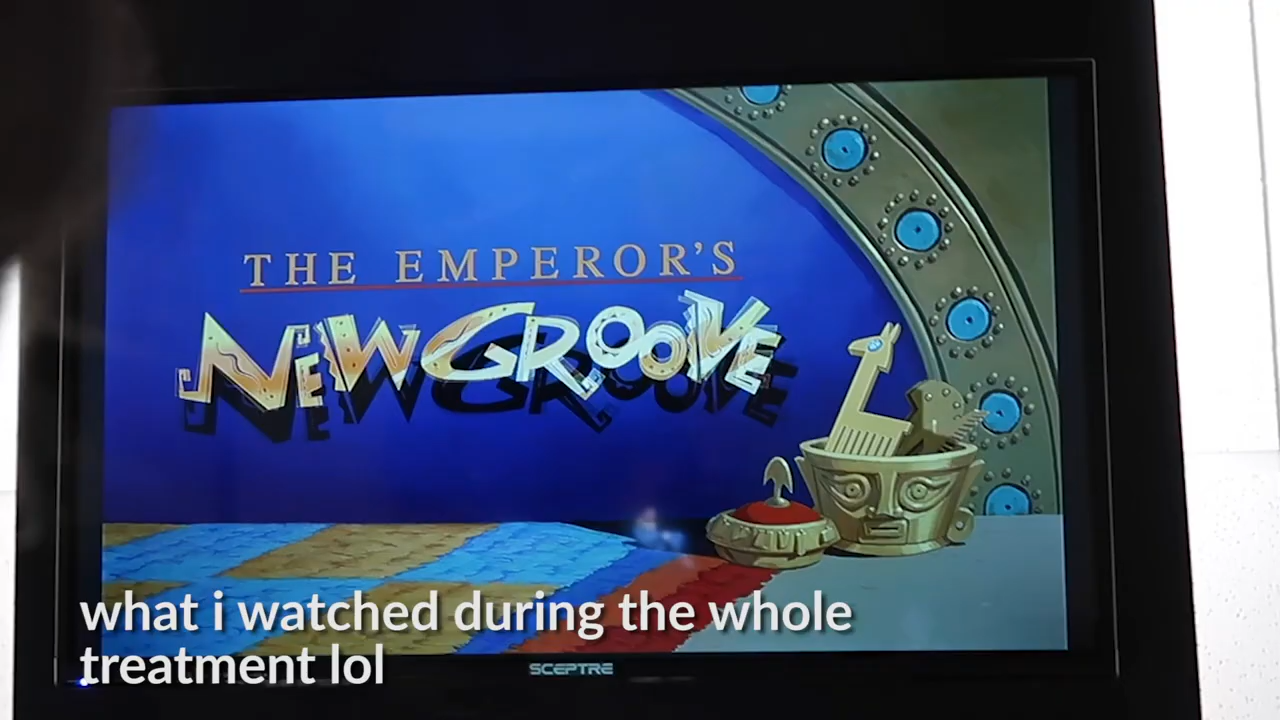 THE EMPEROR'S
NEW GROOVE
what i watched during the whole
treatment lol
SCEPTRE